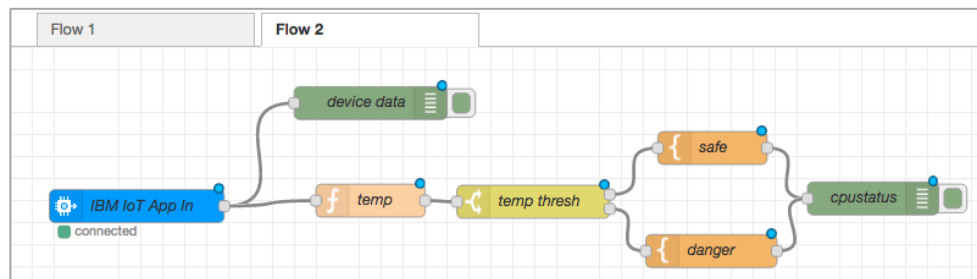 Flow 1
Flow 2
device data
safe
IBM IoT App In
temp
temp thresh
cpustatus
connected
danger